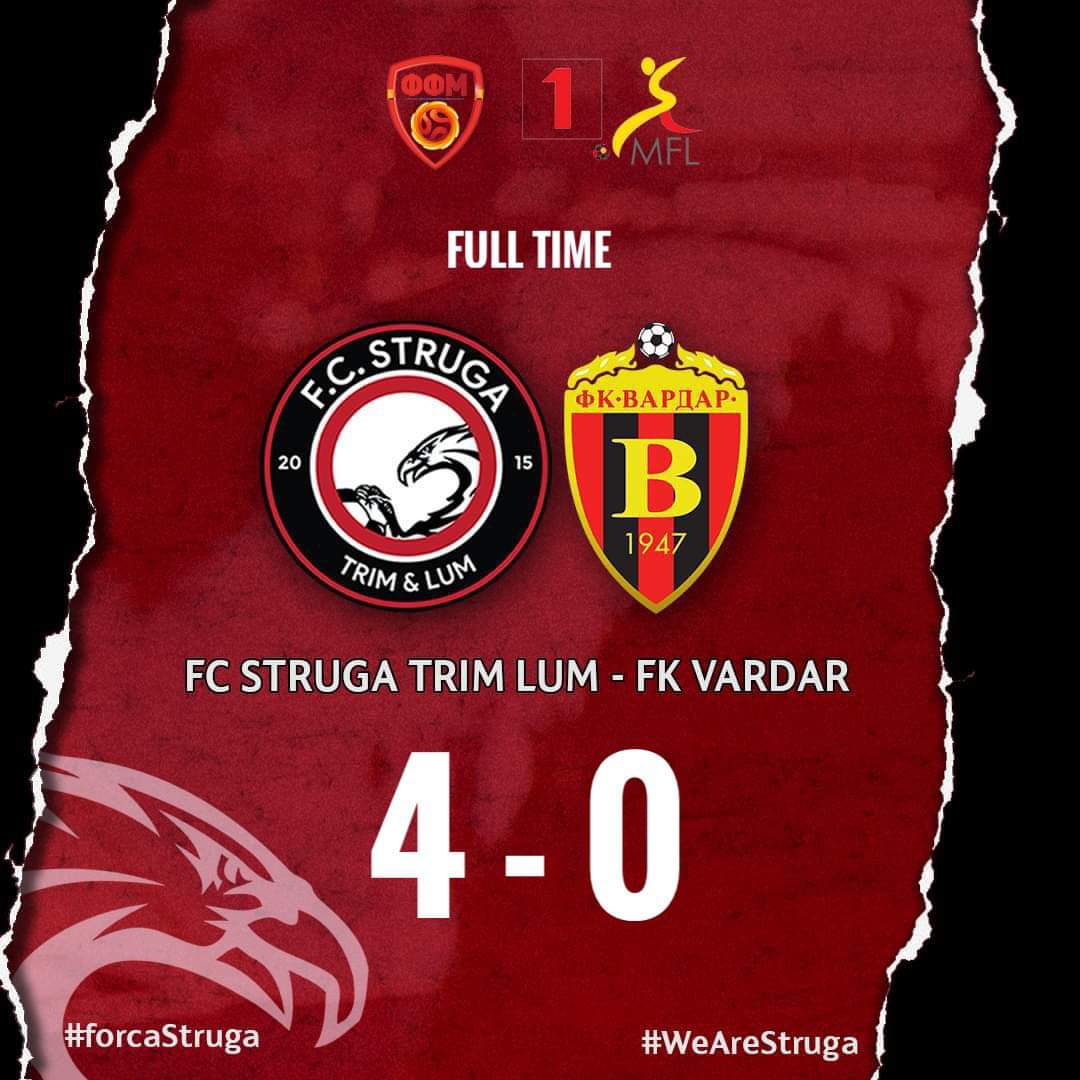 ФФМ
1
MFL
FULL TIME
F.C. STRUGA
20 15
TRIM & LUM
ФК·ВАРДАР·
В
1947
FC STRUGA TRIM LUM - FK VARDAR
4 - 0
#forcaStruga
#WeAreStruga